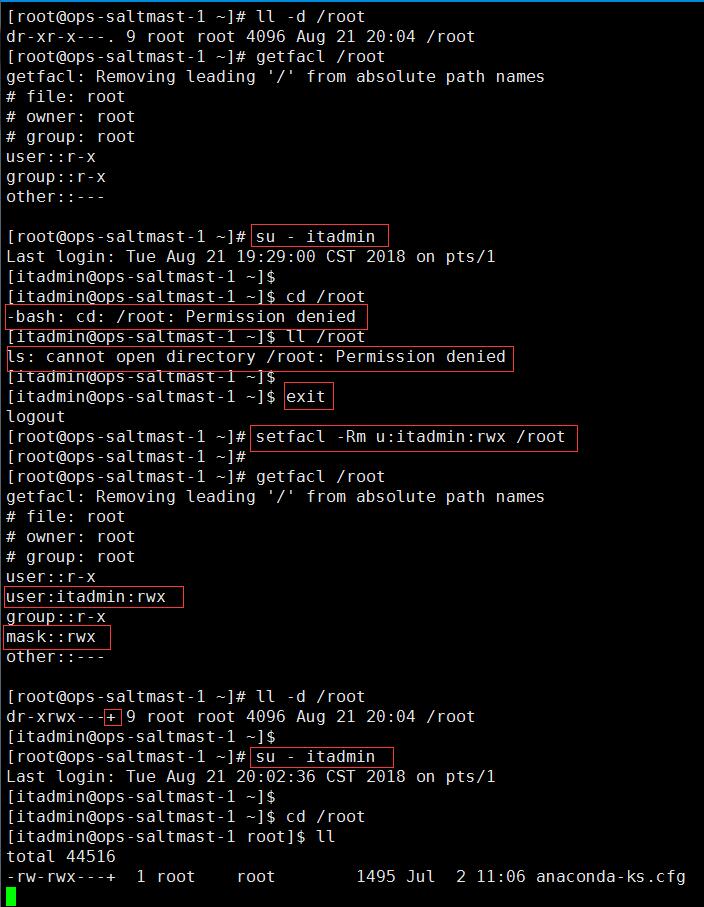 [root@ops-saltmast-1 ~]# ll -d /root
dr-xr-x---. 9 root root 4096 Aug 21 20:04 /root
[root@ops-saltmast-1 ~]# getfacl /root
getfacl: Removing leading '/' from absolute path names
# file: root
# owner: root
# group: root
user::r-x
group::r-x
other::---
[root@ops-saltmast-1 ~]# su - itadmin
Last login: Tue Aug 21 19:29:00 CST 2018 on pts/1
[itadmin@ops-saltmast-1 ~]$
[itadmin@ops-saltmast-1 ~]$ cd /root
-bash: cd: /root: Permission denied
[itadmin@ops-saltmast-1 ~]$ ll /root
ls: cannot open directory /root: Permission denied
[itadmin@ops-saltmast-1 ~]$
[itadmin@ops-saltmast-1 ~]$ exit
logout
[root@ops-saltmast-1 ~]# setfacl -Rm u:itadmin:rwx /root
[root@ops-saltmast-1 ~]#
[root@ops-saltmast-1 ~]# getfacl /root
getfacl: Removing leading '/' from absolute path names
# file: root
# owner: root
# group: root
user::r-x
user:itadmin:rwx
group::r-x
mask::rwx
other::---
[root@ops-saltmast-1 ~]# ll -d /root
dr-xrwx---+ 9 root root 4096 Aug 21 20:04 /root
[itadmin@ops-saltmast-1 ~]$
[root@ops-saltmast-1 ~]# su - itadmin
Last login: Tue Aug 21 20:02:36 CST 2018 on pts/1
[itadmin@ops-saltmast-1 ~]$
[itadmin@ops-saltmast-1 ~]$ cd /root
[itadmin@ops-saltmast-1 root]$ ll
total 44516
-rw-rwx---+  1 root    root        1495 Jul  2 11:06 anaconda-ks.cfg